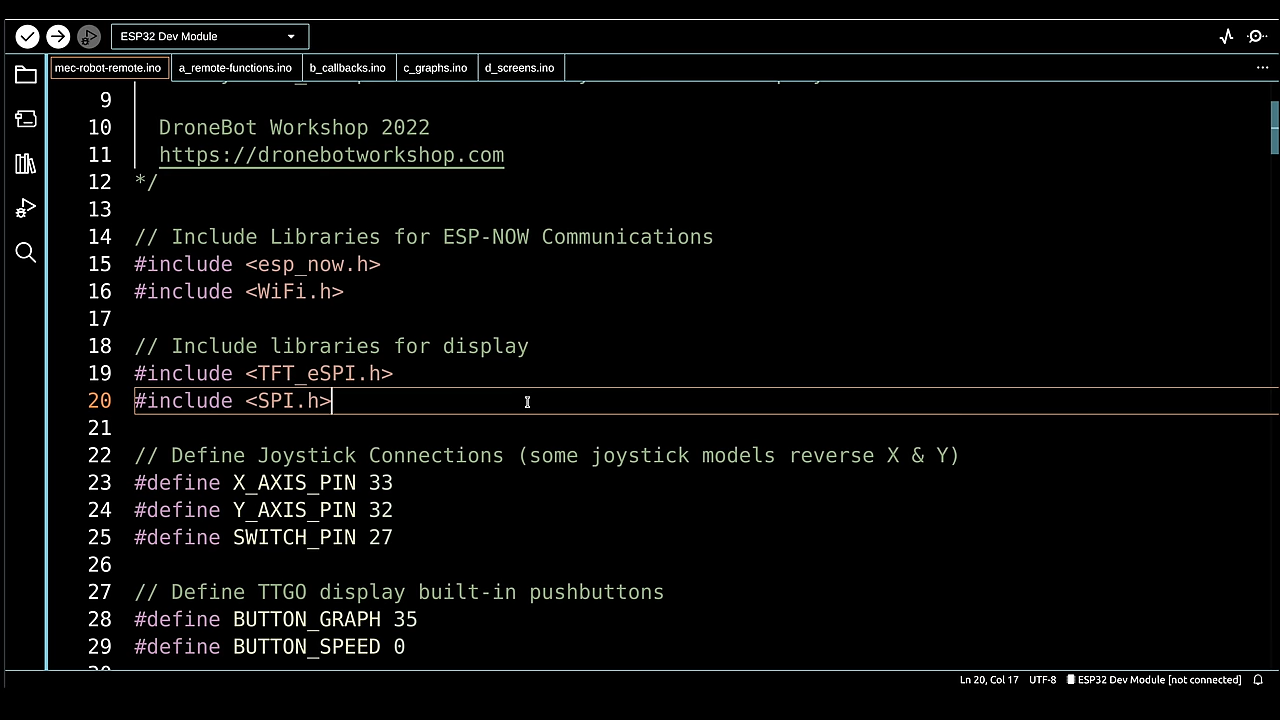 ESP32 Dev Module
mec-robot-remote.ino a_remote-functions.ino b_callbacks.ino c_graphs.ino d_screens.ino
9
10 DroneBot Workshop 2022
11 https://dronebotworkshop.com
12 */
13
14 // Include Libraries for ESP-NOW Communications
15 #include <esp_now.h>
16 #include <WiFi.h>
17
18 // Include libraries for display
19 #include <TFT_eSPI.h>
20 #include <SPI.h>
21
22 // Define Joystick Connections (some joystick models reverse X & Y)
23 #define X_AXIS_PIN 33
24 #define Y_AXIS_PIN 32
25 #define SWITCH_PIN 27
26
27 // Define TTGO display built-in pushbuttons
28 #define BUTTON_GRAPH 35
29 #define BUTTON_SPEED 0
Ln 20, Col 17 UTF-8 ESP32 Dev Module [not connected]